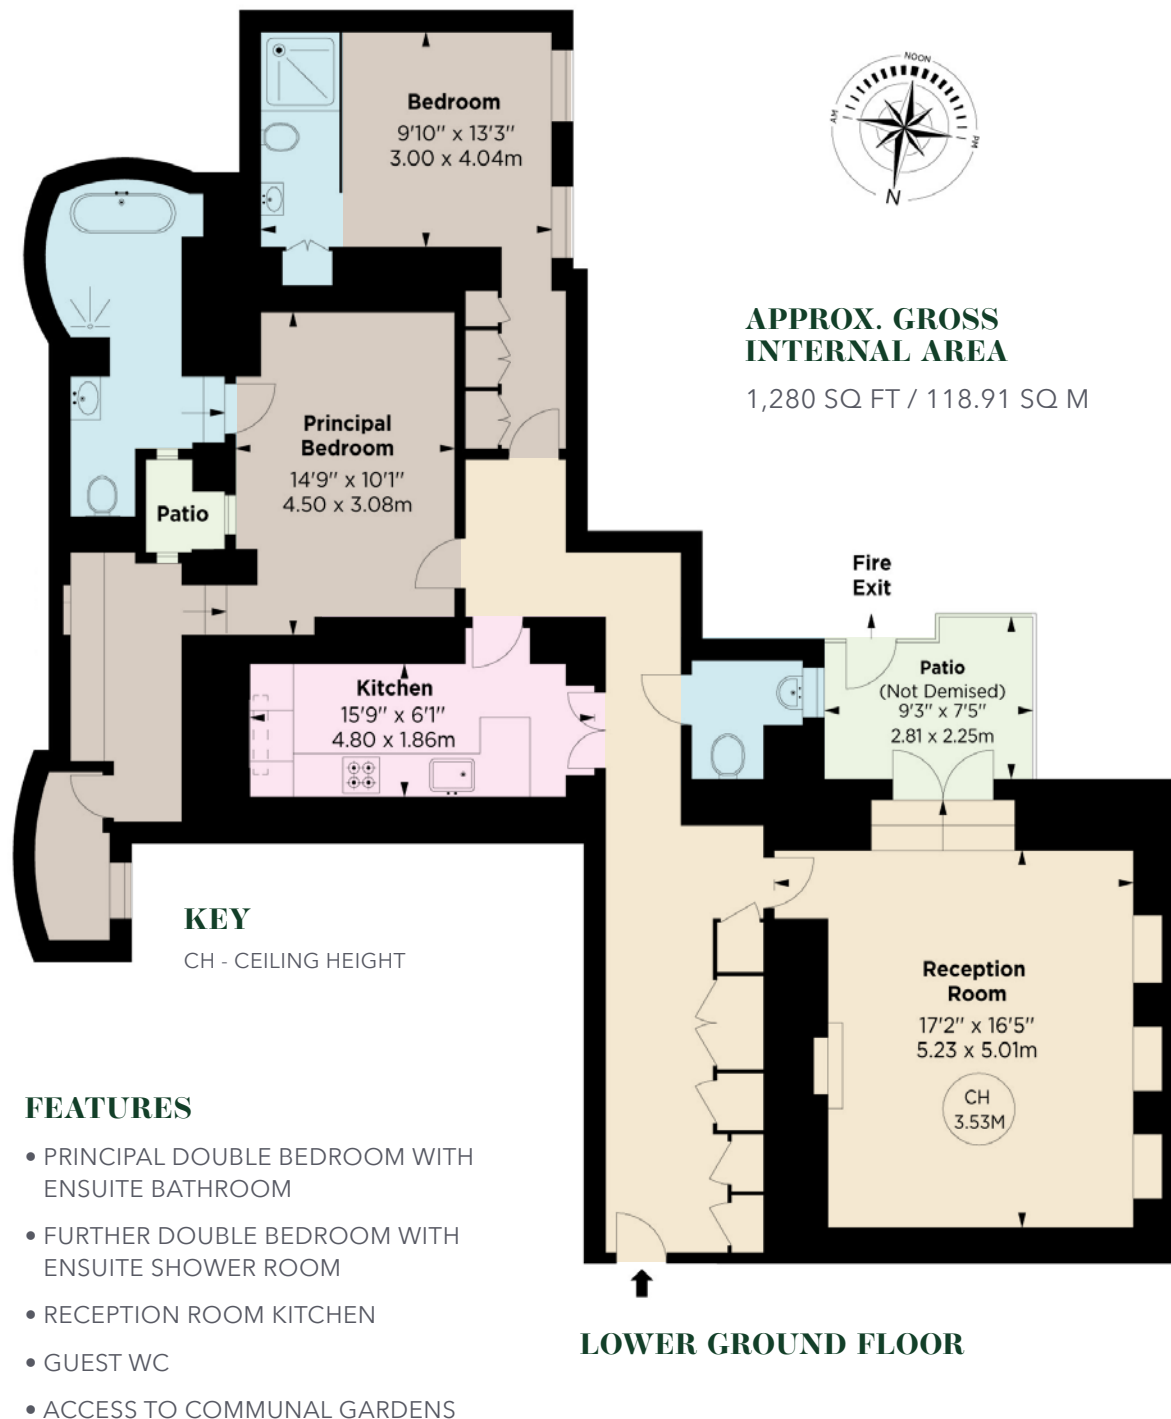 Bedroom
9'10" x 13'3"
3.00 x 4.04m
NOON
AM
PM
N
APPROX. GROSS
INTERNAL AREA
1,280 SQ FT / 118.91 SQ M
Principal
Bedroom
14'9" x 10'1"
4.50 x 3.08m
Patio
Fire
Exit
Patio
(Not Demised)
9'3" x 7'5"
2.81 x 2.25m
Kitchen
15'9" x 6'1"
4.80 x 1.86m
KEY
CH - CEILING HEIGHT
Reception
Room
17'2" x 16'5"
5.23 x 5.01m
CH
3.53M
FEATURES
• PRINCIPAL DOUBLE BEDROOM WITH
ENSUITE BATHROOM
• FURTHER DOUBLE BEDROOM WITH
ENSUITE SHOWER ROOM
• RECEPTION ROOM KITCHEN
• GUEST WC
• ACCESS TO COMMUNAL GARDENS
LOWER GROUND FLOOR